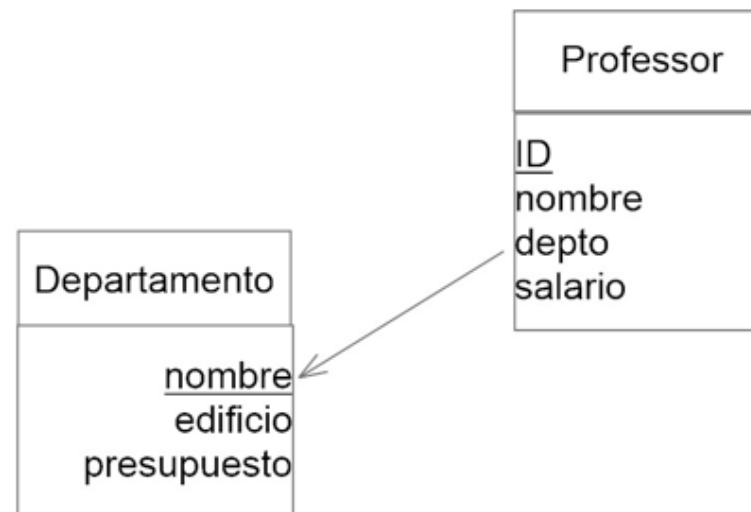 Professor
ID
nombre
depto
salario
Departamento
nombre
edificio
presupuesto